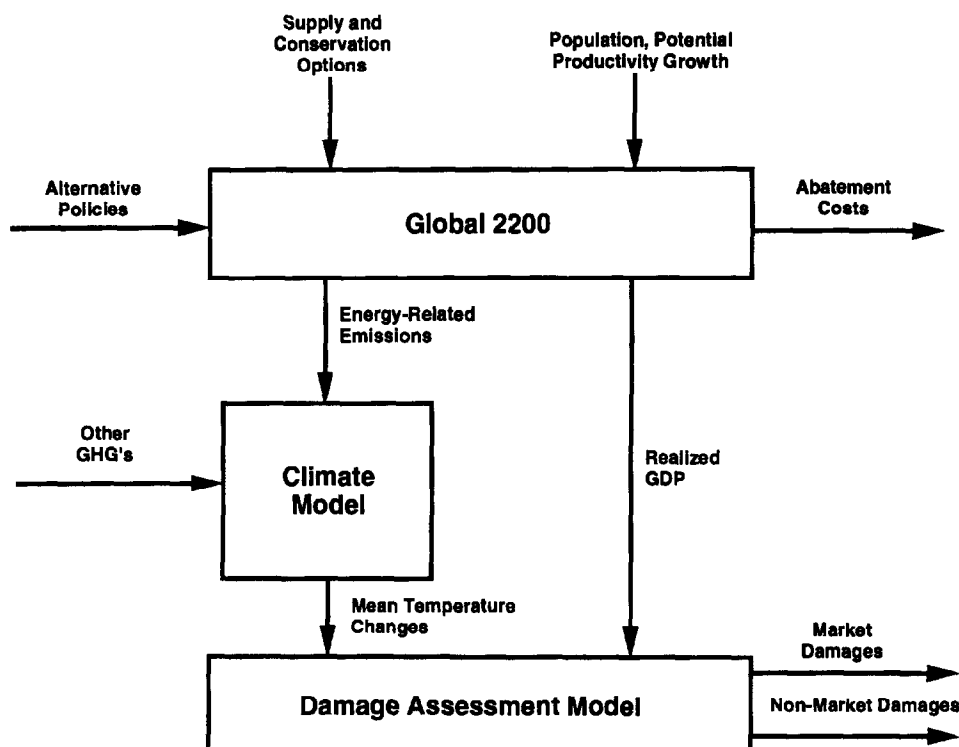 Supply and
Conservation
Options
Population, Potential
Productivity Growth
Alternative
Policies
Global 2200
Abatement
Costs
Energy-Related
Emissions
Other
GHG's
Climate
Model
Realized
GDP
Mean Temperature
Changes
Market
Damages
Damage Assessment Model
Non-Market Damages